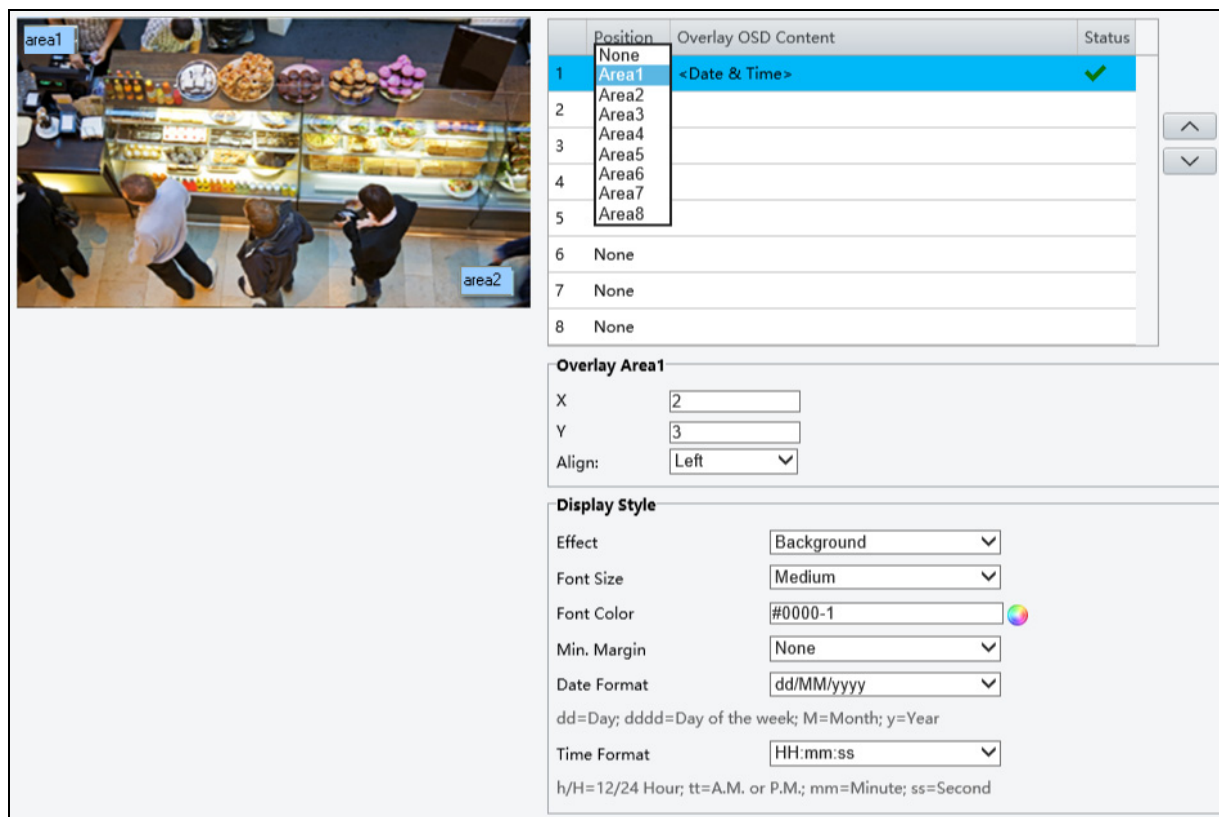 area1
area2
Position Overlay OSD Content Status
None
1 Area1 <Date & Time>
Area2
2
Area3
3 Area4
Area5
4 Area6
Area7
5 Area8
6 None
7 None
8 None
Overlay Area1
X 2
Y 3
Align: Left
Display Style
Effect Background
Font Size Medium
Font Color #0000-1
Min. Margin None
Date Format dd/MM/yyyy
dd=Day; dddd=Day of the week; M=Month; y=Year
Time Format HH:mm:ss
h/H=12/24 Hour; tt=A.M. or P.M.; mm=Minute; ss=Second